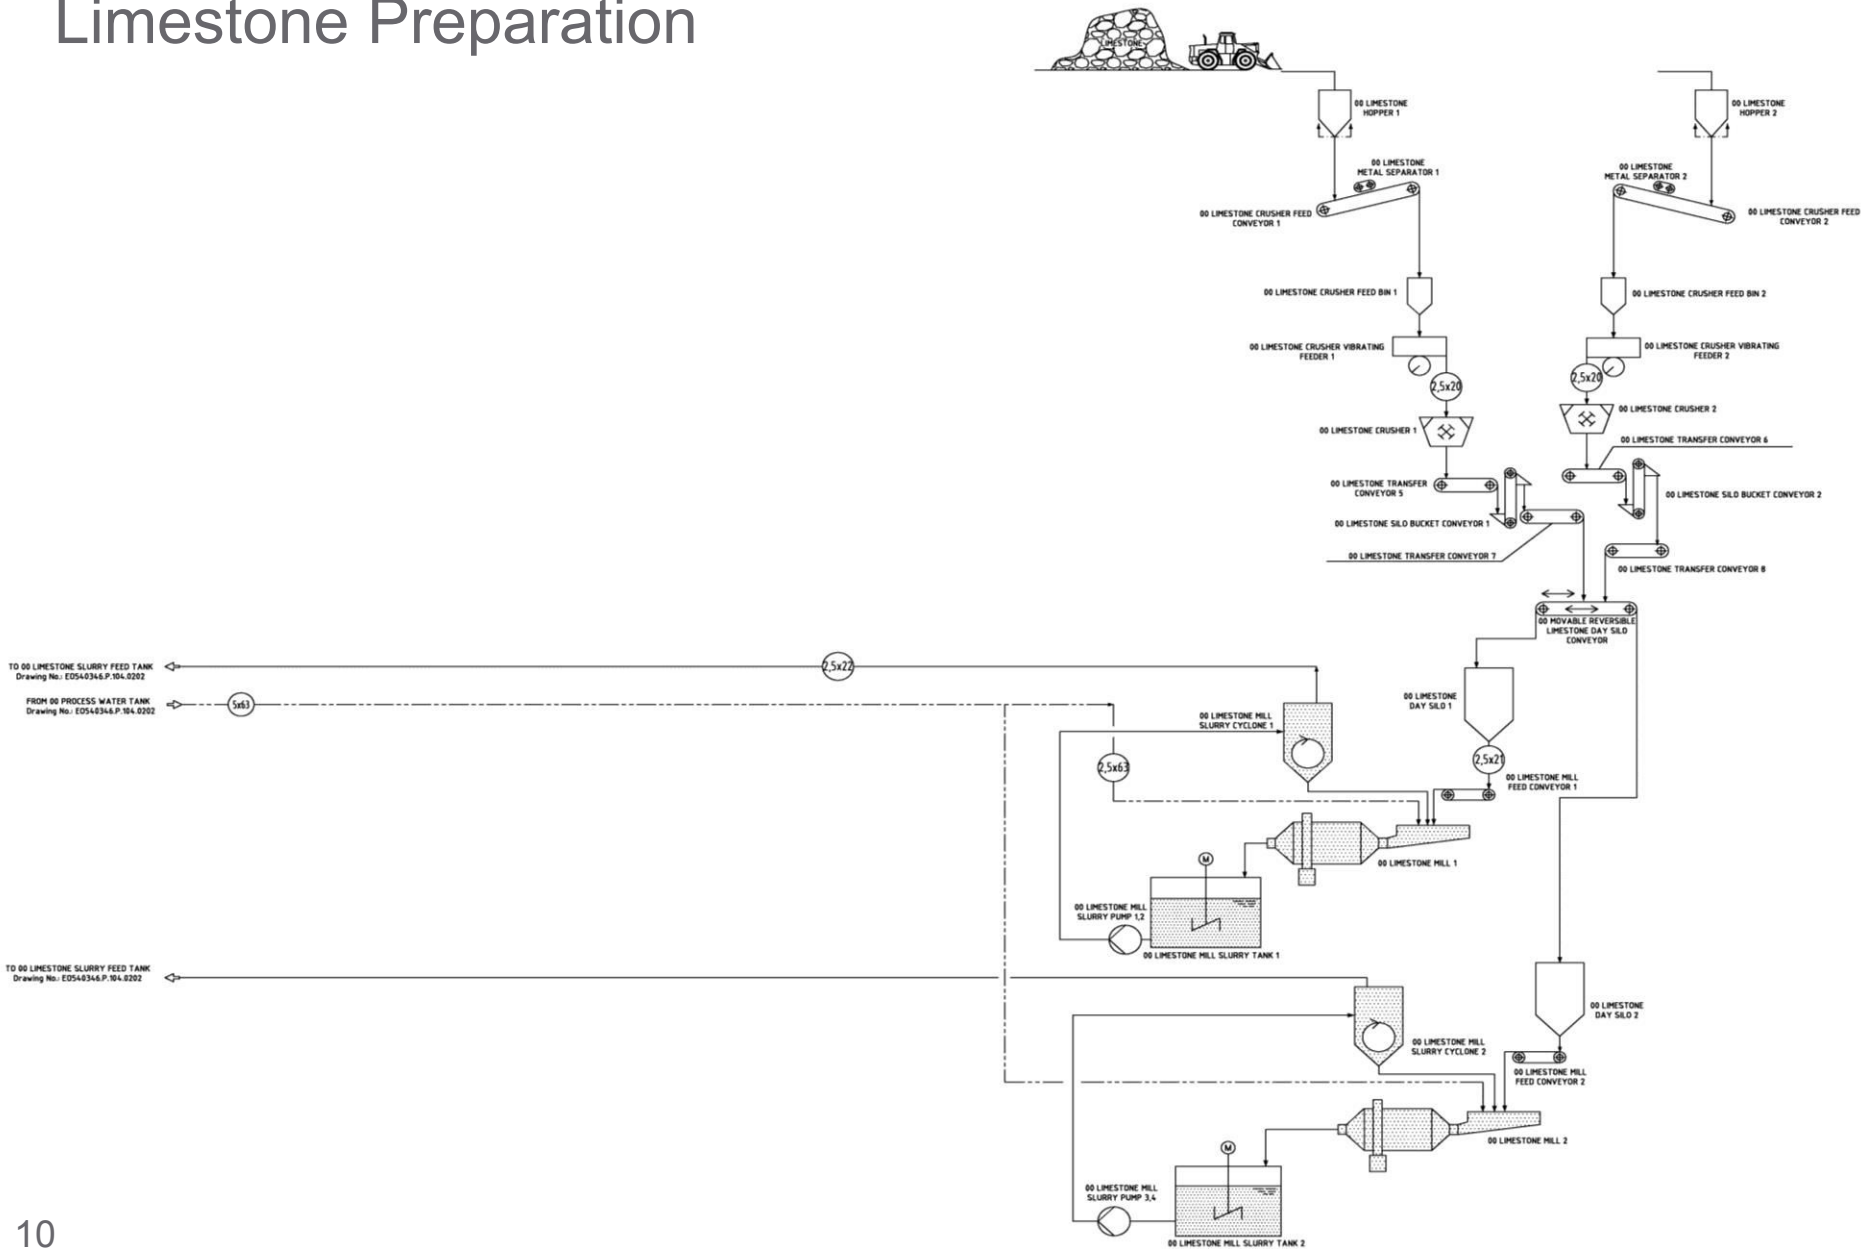 Limestone Preparation
LIMESTONE
00 LIMESTONE
HOPPER 1
00 LIMESTONE
HOPPER 2
00 LIMESTONE
METAL SEPARATOR 1
00 LIMESTONE
METAL SEPARATOR 2
00 LIMESTONE CRUSHER FEED
CONVEYOR 1
00 LIMESTONE CRUSHER FEED
CONVEYOR 2
00 LIMESTONE CRUSHER FEED BIN 1
00 LIMESTONE CRUSHER FEED BIN 2
00 LIMESTONE CRUSHER VIBRATING
FEEDER 1
00 LIMESTONE CRUSHER VIBRATING
FEEDER 2
2,5x20
2,5x20
00 LIMESTONE CRUSHER 1
00 LIMESTONE CRUSHER 2
00 LIMESTONE TRANSFER CONVEYOR 6
00 LIMESTONE TRANSFER
CONVEYOR 5
00 LIMESTONE SILO BUCKET CONVEYOR 2
00 LIMESTONE SILO BUCKET CONVEYOR 1
00 LIMESTONE TRANSFER CONVEYOR 7
00 LIMESTONE TRANSFER CONVEYOR 8
00 MOVABLE REVERSIBLE
LIMESTONE DAY SILO
CONVEYOR
TO 00 LIMESTONE SLURRY FEED TANK
Drawing No.: E0540346.P.104.0202
2,5x22
FROM 00 PROCESS WATER TANK
Drawing No.: E0540346.P.104.0202
5x63
00 LIMESTONE
DAY SILO 1
00 LIMESTONE MILL
SLURRY CYCLONE 1
2,5x63
2,5x21
00 LIMESTONE MILL
FEED CONVEYOR 1
00 LIMESTONE MILL 1
M
00 LIMESTONE MILL
SLURRY PUMP 1,2
00 LIMESTONE MILL SLURRY TANK 1
TO 00 LIMESTONE SLURRY FEED TANK
Drawing No.: E0540346.P.104.0202
00 LIMESTONE
DAY SILO 2
00 LIMESTONE MILL
SLURRY CYCLONE 2
00 LIMESTONE MILL
FEED CONVEYOR 2
00 LIMESTONE MILL 2
M
00 LIMESTONE MILL
SLURRY PUMP 3,4
00 LIMESTONE MILL SLURRY TANK 2
10